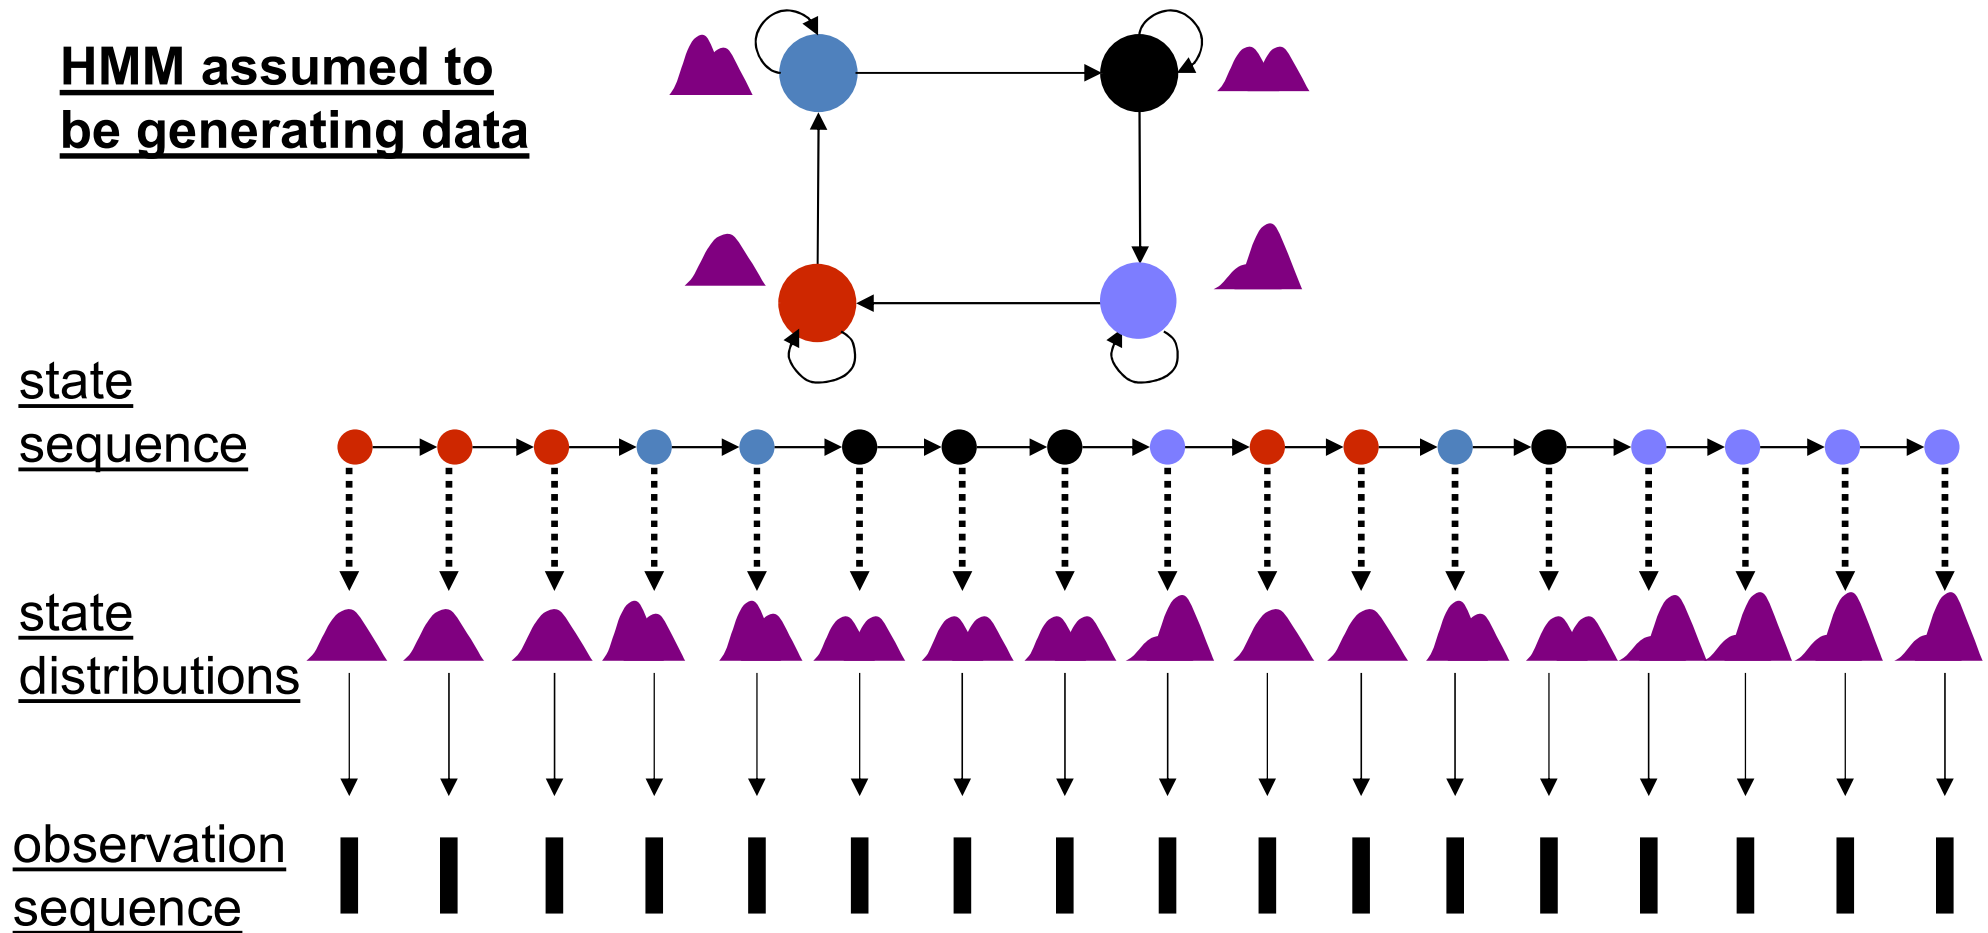 HMM assumed to
be generating data
state
sequence
state
distributions
observation
sequence